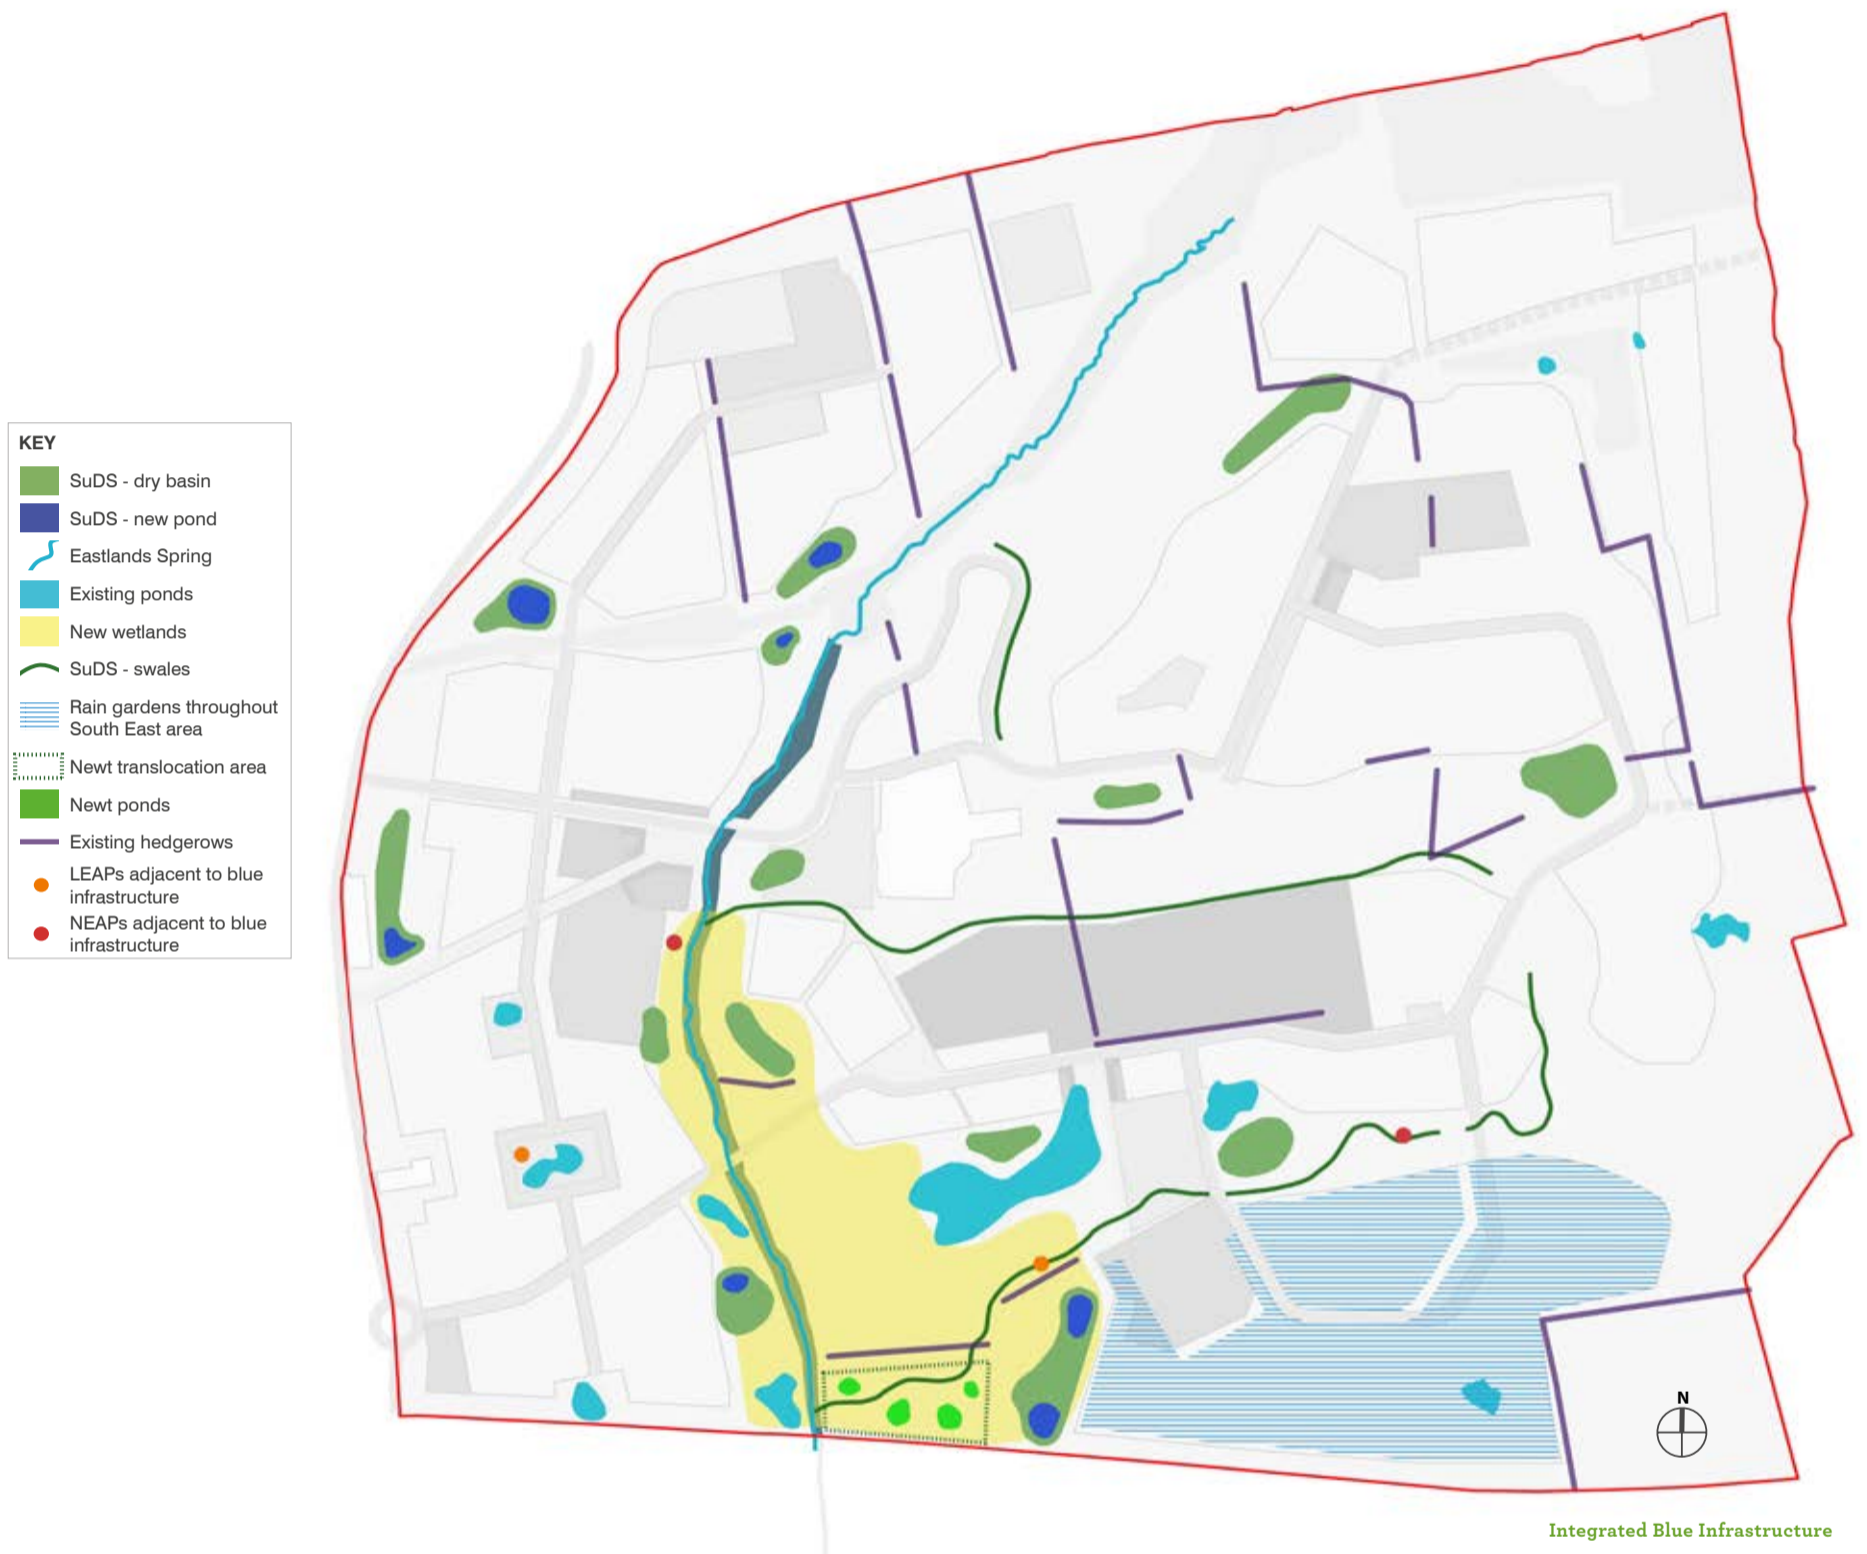 KEY
SuDS - dry basin
SuDS - new pond
Eastlands Spring
Existing ponds
New wetlands
SuDS - swales
Rain gardens throughout
South East area
Newt translocation area
Newt ponds
Existing hedgerows
LEAPs adjacent to blue
infrastructure
NEAPs adjacent to blue
infrastructure
N
Integrated Blue Infrastructure